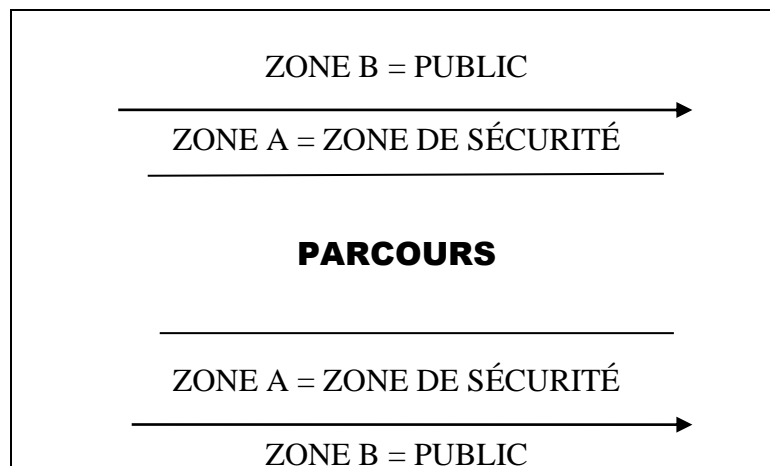 ZONE B = PUBLIC
ZONE A = ZONE DE SÉCURITÉ
PARCOURS
ZONE A = ZONE DE SÉCURITÉ
ZONE B = PUBLIC